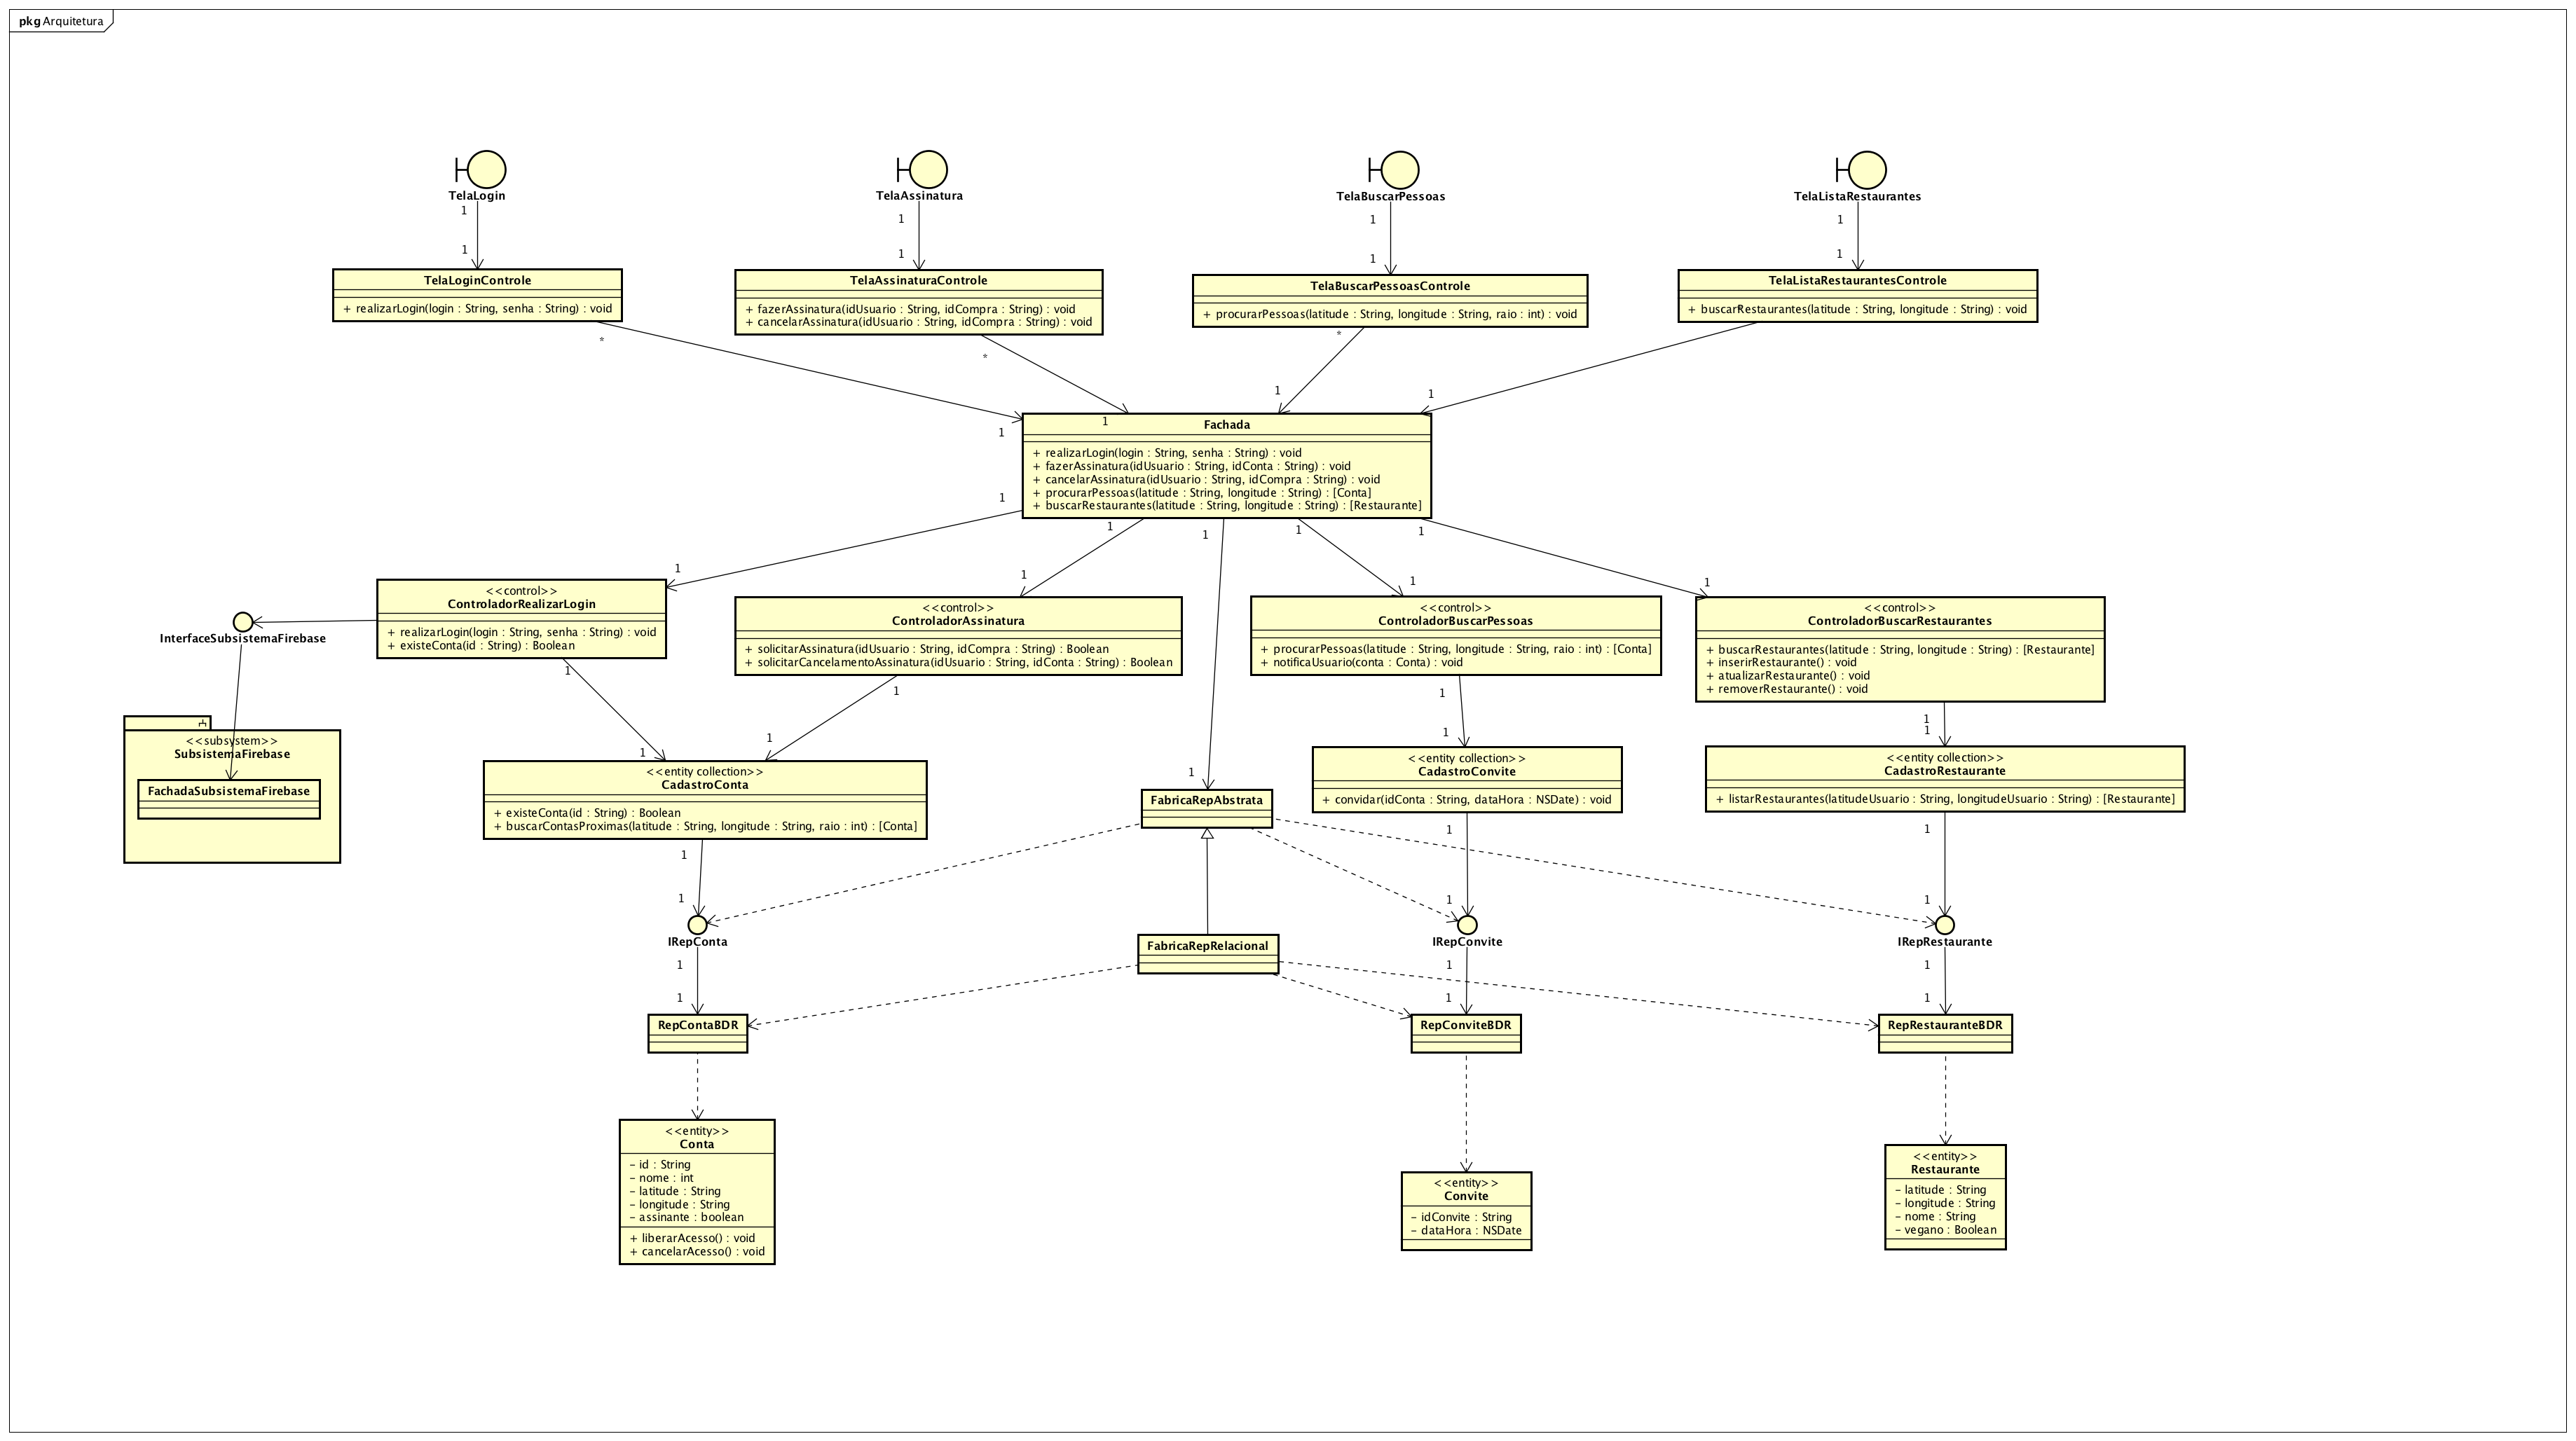 pkg Arquitetura
TelaLogin
TelaAssinatura
TelaBuscarPessoas
TelaListaRestaurantes
1
1
1
1
1
1
1
1
TelaLoginControle
+ realizarLogin(login : String, senha : String) : void
TelaAssinaturaControle
+ fazerAssinatura(idUsuario : String, idCompra : String) : void
+ cancelarAssinatura(idUsuario : String, idCompra : String) : void
TelaBuscarPessoasControle
+ procurarPessoas(latitude : String, longitude : String, raio : int) : void
TelaListaRestaurantesControle
+ buscarRestaurantes(latitude : String, longitude : String) : void
*
*
*
1
1
1
1
Fachada
+ realizarLogin(login : String, senha : String) : void
+ fazerAssinatura(idUsuario : String, idConta : String) : void
+ cancelarAssinatura(idUsuario : String, idCompra : String) : void
+ procurarPessoas(latitude : String, longitude : String) : [Conta]
+ buscarRestaurantes(latitude : String, longitude : String) : [Restaurante]
1
1
1
1
1
1
1
1
1
<<control>>
ControladorRealizarLogin
+ realizarLogin(login : String, senha : String) : void
+ existeConta(id : String) : Boolean
<<control>>
ControladorAssinatura
+ solicitarAssinatura(idUsuario : String, idCompra : String) : Boolean
+ solicitarCancelamentoAssinatura(idUsuario : String, idConta : String) : Boolean
<<control>>
ControladorBuscarPessoas
+ procurarPessoas(latitude : String, longitude : String, raio : int) : [Conta]
+ notificaUsuario(conta : Conta) : void
<<control>>
ControladorBuscarRestaurantes
+ buscarRestaurantes(latitude : String, longitude : String) : [Restaurante]
+ inserirRestaurante() : void
+ atualizarRestaurante() : void
+ removerRestaurante() : void
InterfaceSubsistemaFirebase
1
1
1
1
1
1
1
1
1
<<subsystem>>
SubsistemaFirebase
FachadaSubsistemaFirebase
<<entity collection>>
CadastroConta
+ existeConta(id : String) : Boolean
+ buscarContasProximas(latitude : String, longitude : String, raio : int) : [Conta]
FabricaRepAbstrata
<<entity collection>>
CadastroConvite
+ convidar(idConta : String, dataHora : NSDate) : void
<<entity collection>>
CadastroRestaurante
+ listarRestaurantes(latitudeUsuario : String, longitudeUsuario : String) : [Restaurante]
1
1
1
1
1
1
IRepConta
FabricaRepRelacional
IRepConvite
IRepRestaurante
1
1
1
1
1
1
RepContaBDR
RepConviteBDR
RepRestauranteBDR
<<entity>>
Conta
- id : String
- nome : int
- latitude : String
- longitude : String
- assinante : boolean
+ liberarAcesso() : void
+ cancelarAcesso() : void
<<entity>>
Convite
- idConvite : String
- dataHora : NSDate
<<entity>>
Restaurante
- latitude : String
- longitude : String
- nome : String
- vegano : Boolean